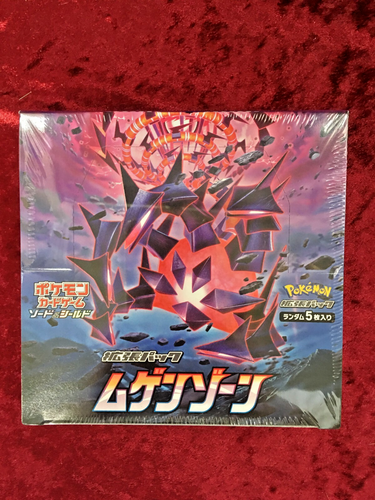 ポケモン
カードゲーム
ソード&シールド
POKÉMON
拡張パック
ランダム5枚入り
拡張パック
ムゲンゾーン